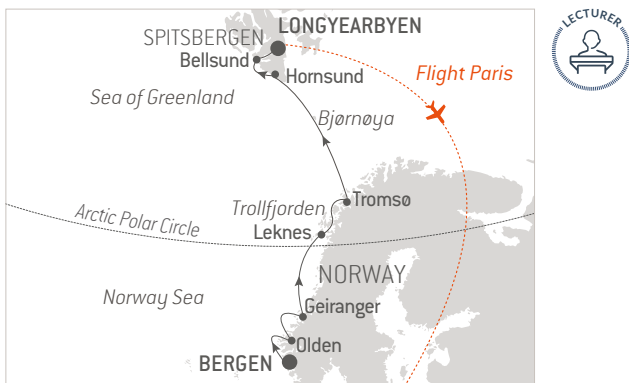 LECTURER
LONGYEARBYEN
SPITSBERGEN
Bellsund
Hornsund
Flight Paris
Sea of Greenland
Bjørnøya
Tromsø
Trollfjorden
Arctic Polar Circle
Leknes
NORWAY
Norway Sea
Geiranger
Olden
BERGEN